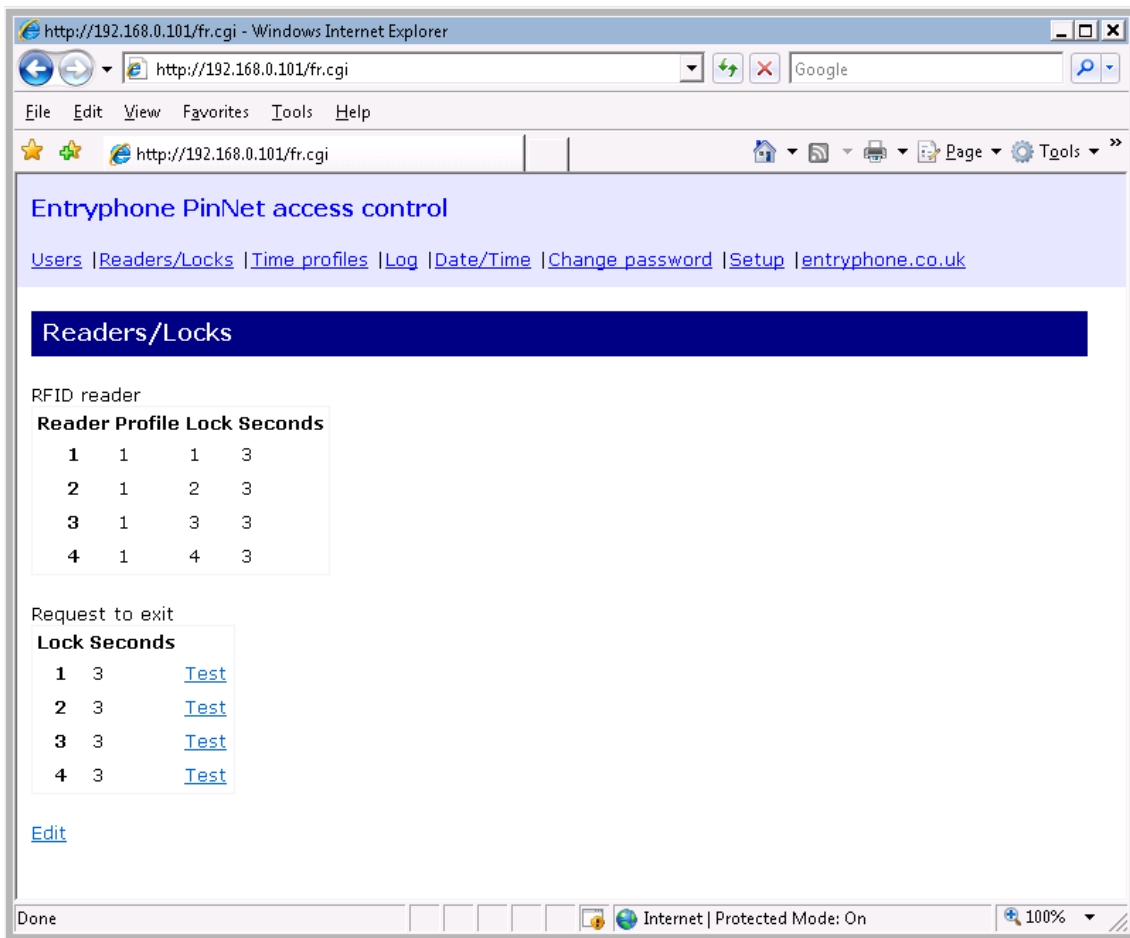 http://192.168.0.101/fr.cgi - Windows Internet Explorer
http://192.168.0.101/fr.cgi
Google
File Edit View Favorites Tools Help
http://192.168.0.101/fr.cgi
Page Tools »
Entryphone PinNet access control
Users |Readers/Locks |Time profiles |Log |Date/Time |Change password |Setup |entryphone.co.uk
Readers/Locks
RFID reader
Reader Profile Lock Seconds
1 1 1 3
2 1 2 3
3 1 3 3
4 1 4 3
Request to exit
Lock Seconds
1 3 Test
2 3 Test
3 3 Test
4 3 Test
Edit
Done Internet | Protected Mode: On 100%